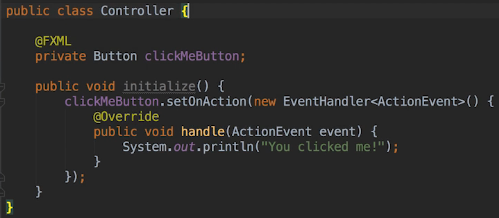 public class Controller {
@FXML
private Button clickMeButton;
public void initialize() {
clickMeButton.setOnAction(new EventHandler<ActionEvent>() {
@Override
public void handle(ActionEvent event) {
System.out.println("You clicked me!");
}
});
}
}